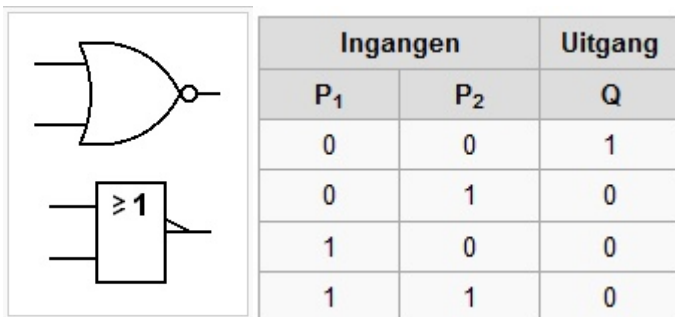 ≥1
Ingangen Uitgang
P₁ P₂ Q
0 0 1
0 1 0
1 0 0
1 1 0